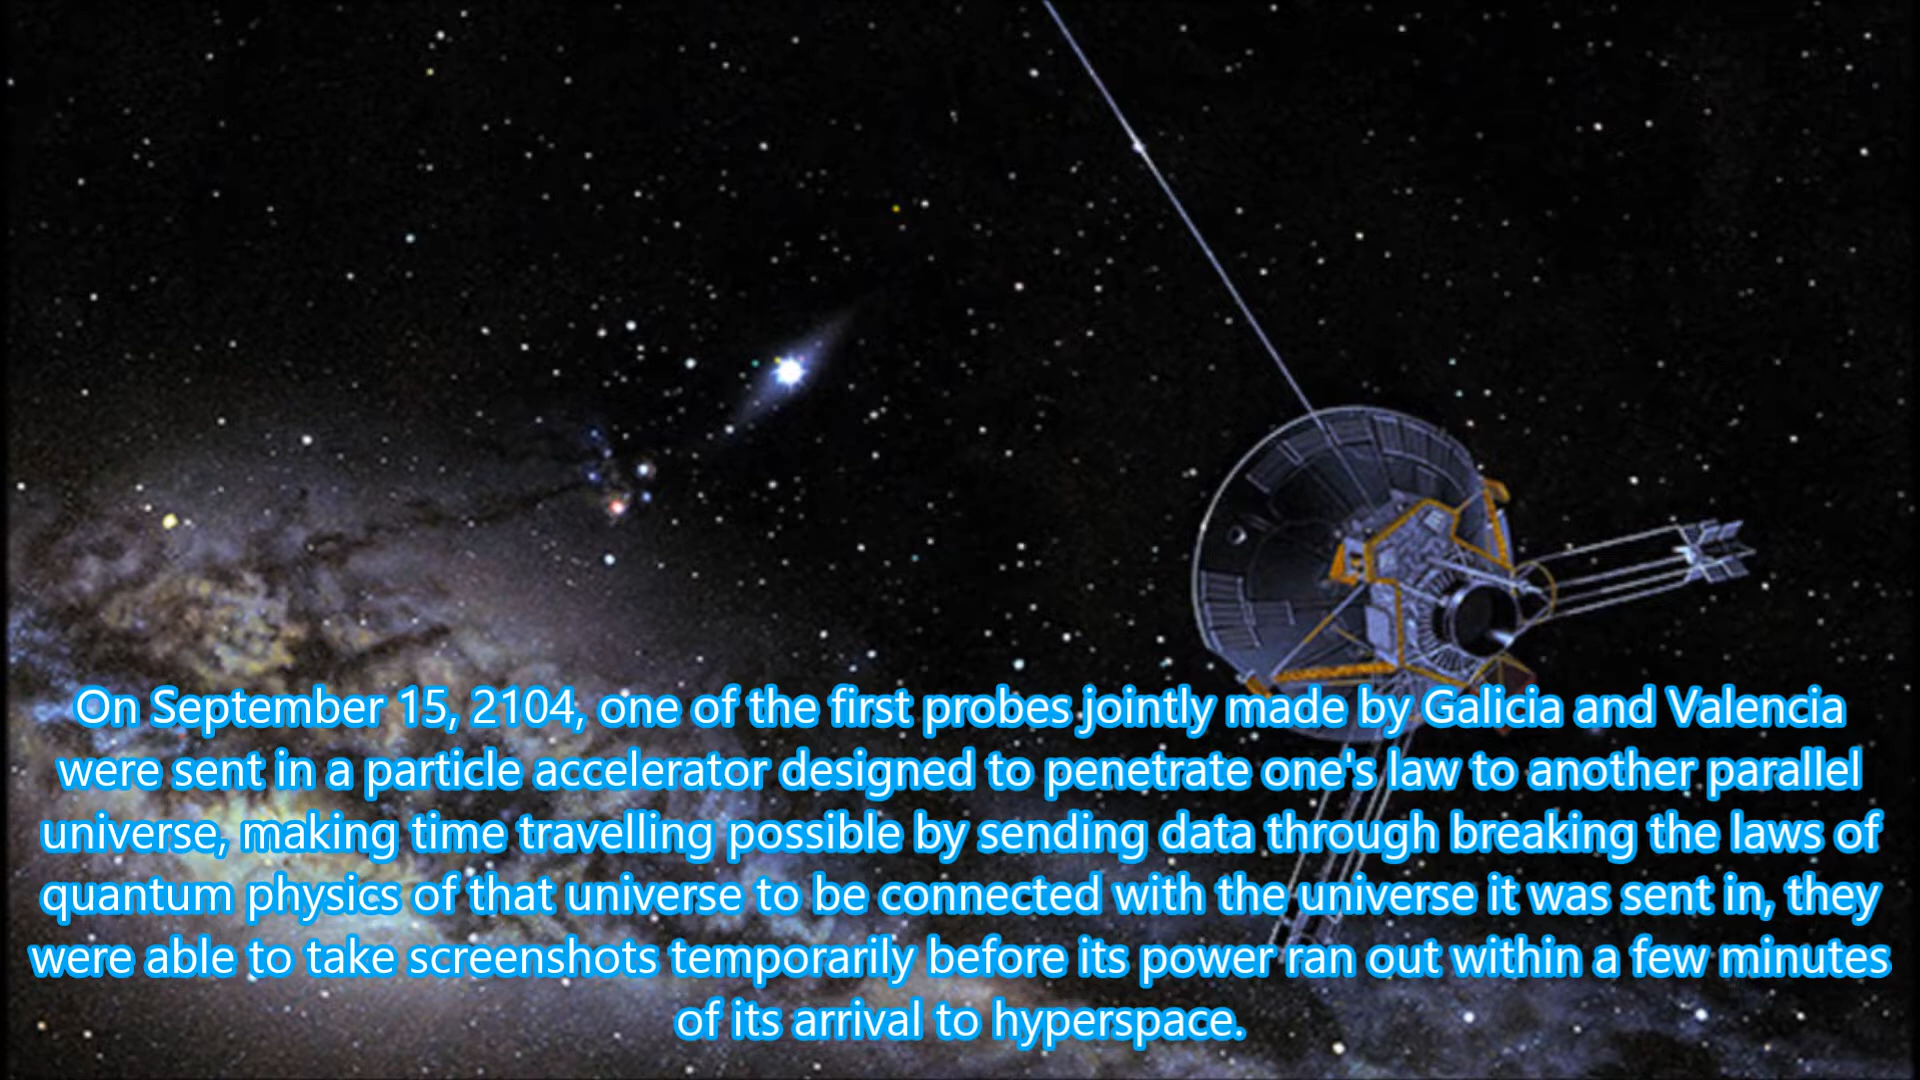 On September 15, 2104, one of the first probes jointly made by Galicia and Valencia
were sent in a particle accelerator designed to penetrate one's law to another parallel
universe, making time travelling possible by sending data through breaking the laws of
quantum physics of that universe to be connected with the universe it was sent in, they
were able to take screenshots temporarily before its power ran out within a few minutes
of its arrival to hyperspace.